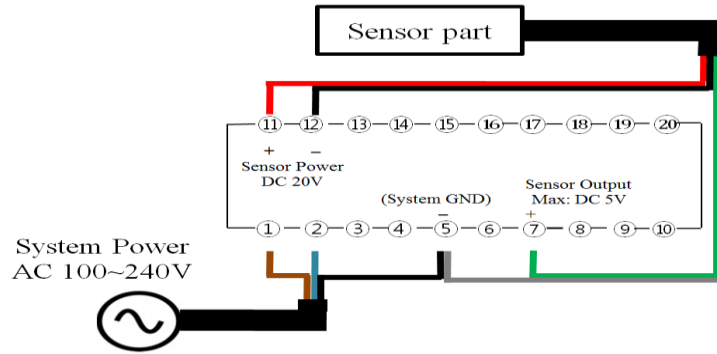 Sensor part
11 12 13 14 15 16 17 18 19 20
+ −
Sensor Power
DC 20V
(System GND)
−
Sensor Output
Max: DC 5V
+
1 2 3 4 5 6 7 8 9 10
System Power
AC 100~240V